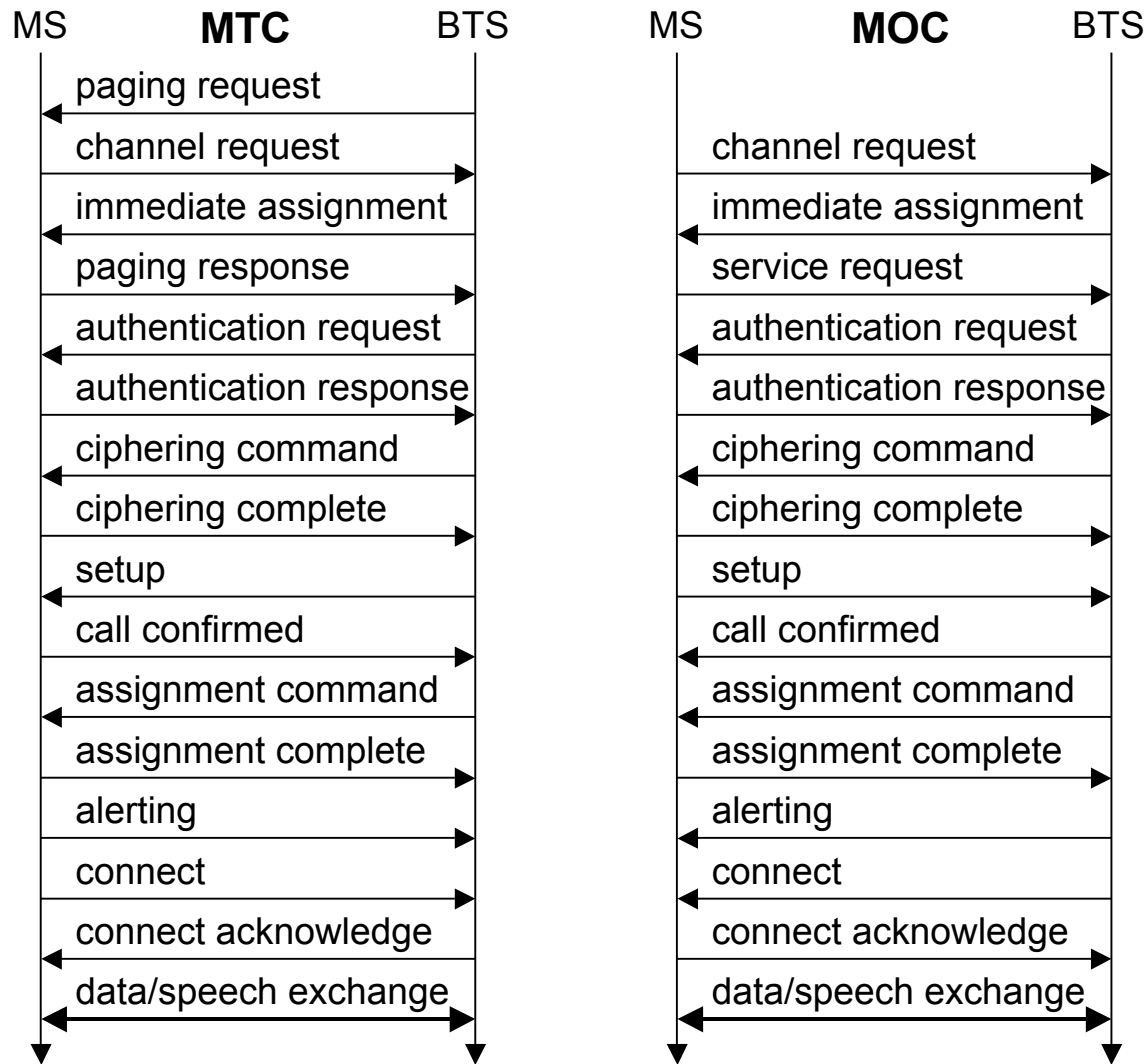 MS MTC BTS
paging request
channel request
immediate assignment
paging response
authentication request
authentication response
ciphering command
ciphering complete
setup
call confirmed
assignment command
assignment complete
alerting
connect
connect acknowledge
data/speech exchange
MS MOC BTS
channel request
immediate assignment
service request
authentication request
authentication response
ciphering command
ciphering complete
setup
call confirmed
assignment command
assignment complete
alerting
connect
connect acknowledge
data/speech exchange